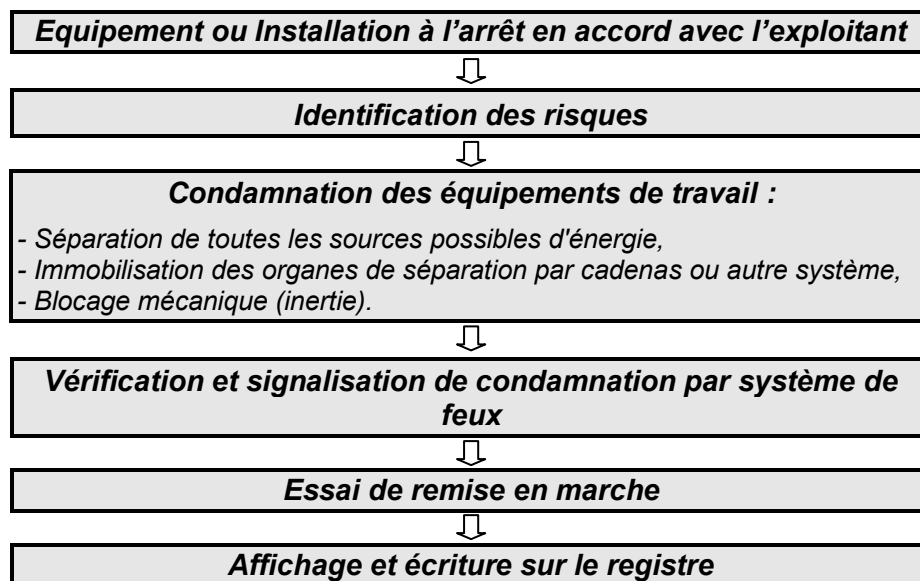 Equipement ou Installation à l’arrêt en accord avec l’exploitant
Identification des risques
Condamnation des équipements de travail :
- Séparation de toutes les sources possibles d'énergie,
- Immobilisation des organes de séparation par cadenas ou autre système,
- Blocage mécanique (inertie).
Vérification et signalisation de condamnation par système de
feux
Essai de remise en marche
Affichage et écriture sur le registre